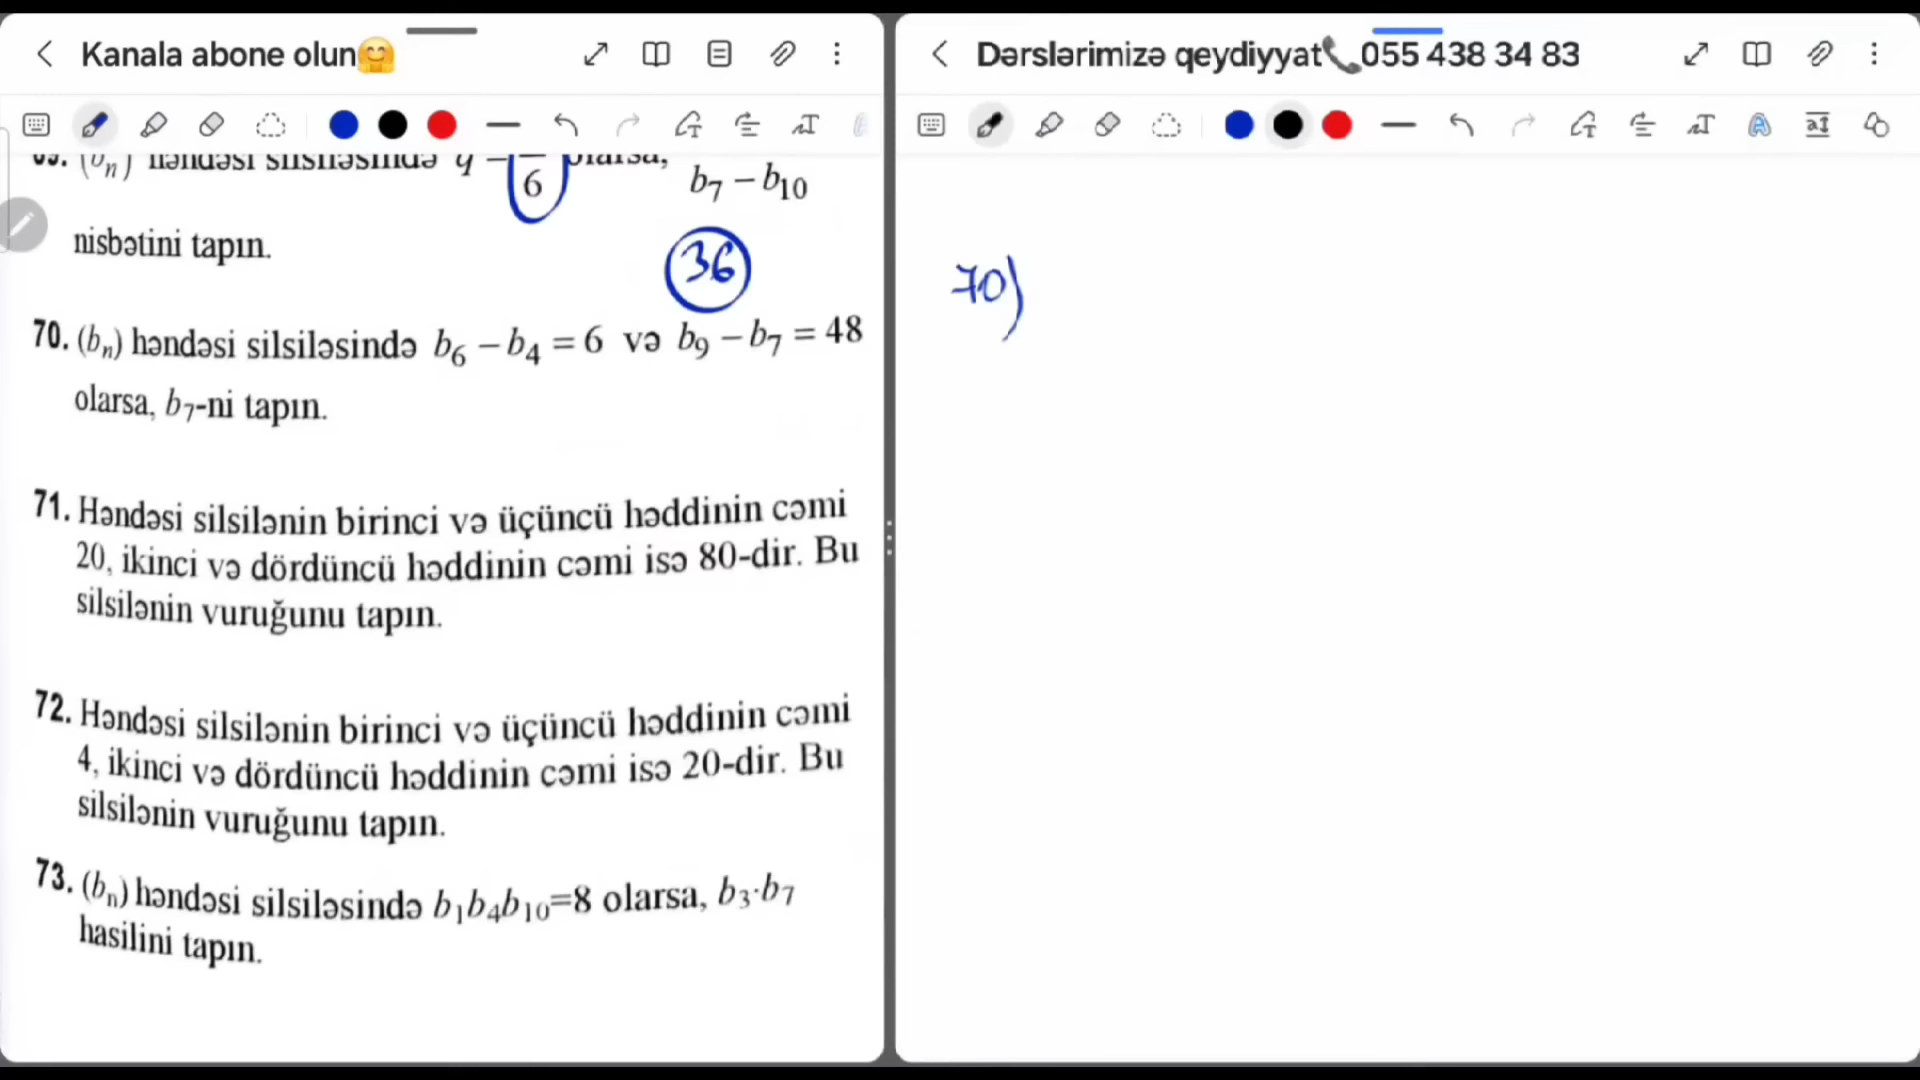 Kanala abone olun🤗
nisbətini tapın.
6
b₇ − b₁₀
36
70. (bₙ) həndəsi silsiləsində b₆ − b₄ = 6 və b₉ − b₇ = 48
olarsa, b₇-ni tapın.
71. Həndəsi silsilənin birinci və üçüncü həddinin cəmi
20, ikinci və dördüncü həddinin cəmi isə 80-dir. Bu
silsilənin vuruğunu tapın.
72. Həndəsi silsilənin birinci və üçüncü həddinin cəmi
4, ikinci və dördüncü həddinin cəmi isə 20-dir. Bu
silsilənin vuruğunu tapın.
73. (bₙ) həndəsi silsiləsində b₁b₄b₁₀=8 olarsa, b₃·b₇
hasilini tapın.
Dərslərimizə qeydiyyat📞055 438 34 83
70)